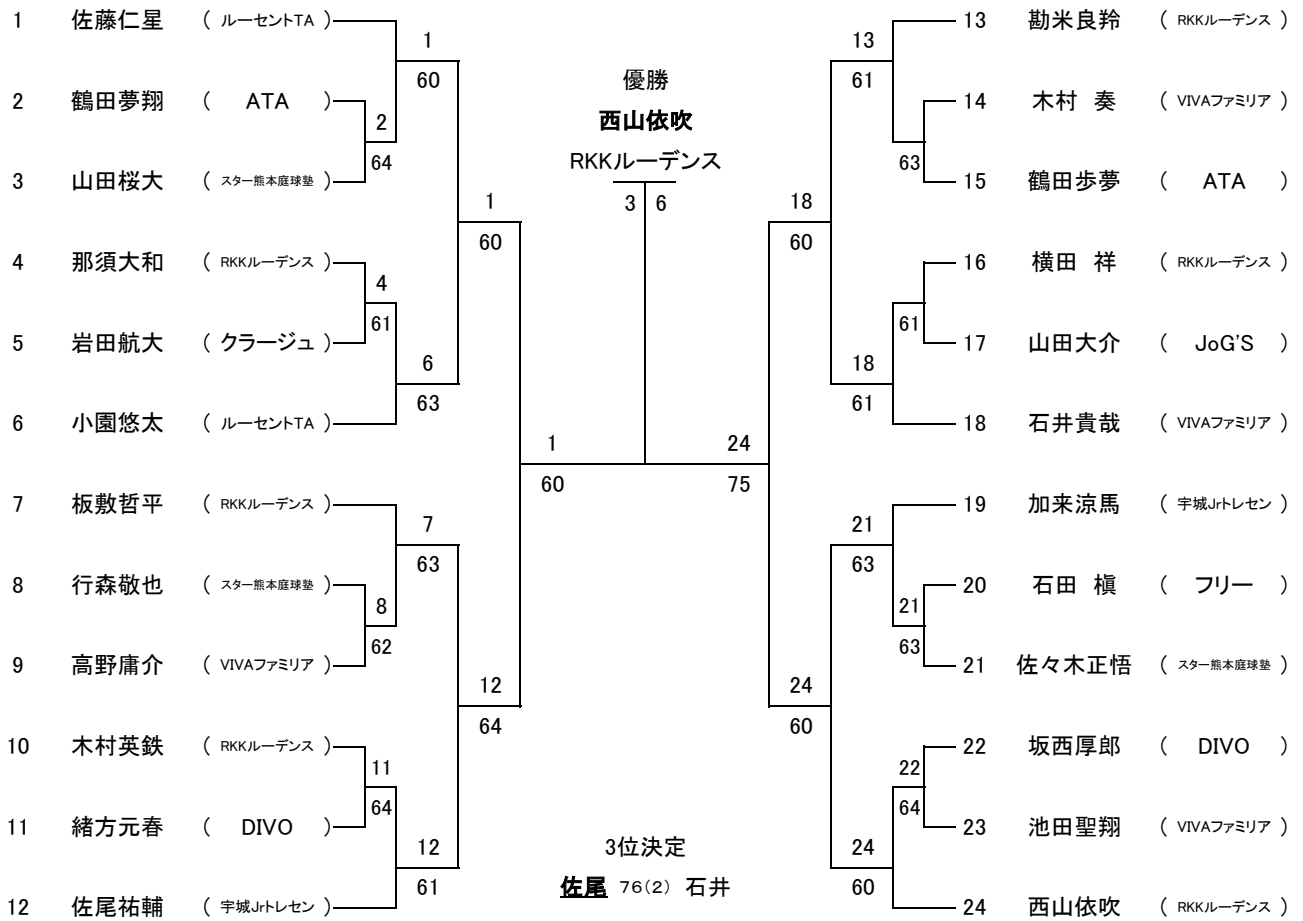 1 佐藤仁星 ( ルーセントTA ) 13 勘米良羚 ( RKKルーデンス )
1 13
60 優勝 61
2 鶴田夢翔 ( ATA ) 14 木村 奏 ( VIVAファミリア )
2 西山依吹
64 RKKルーデンス 63
3 山田桜大 ( スター熊本庭球塾 ) 15 鶴田歩夢 ( ATA )
1 3 6 18
60 60
4 那須大和 ( RKKルーデンス ) 16 横田 祥 ( RKKルーデンス )
4
61 61
5 岩田航大 ( クラージュ ) 17 山田大介 ( JoG'S )
6 18
63 61
6 小園悠太 ( ルーセントTA ) 18 石井貴哉 ( VIVAファミリア )
1 24
60 75
7 板敷哲平 ( RKKルーデンス ) 19 加来涼馬 ( 宇城Jrトレセン )
7 21
63 63
8 行森敬也 ( スター熊本庭球塾 ) 20 石田 槇 ( フリー )
8 21
62 63
9 高野庸介 ( VIVAファミリア ) 21 佐々木正悟 ( スター熊本庭球塾 )
12 24
64 60
10 木村英鉄 ( RKKルーデンス ) 22 坂西厚郎 ( DIVO )
11 22
64 64
11 緒方元春 ( DIVO ) 23 池田聖翔 ( VIVAファミリア )
12 3位決定 24
61 佐尾 76(2) 石井 60
12 佐尾祐輔 ( 宇城Jrトレセン ) 24 西山依吹 ( RKKルーデンス )